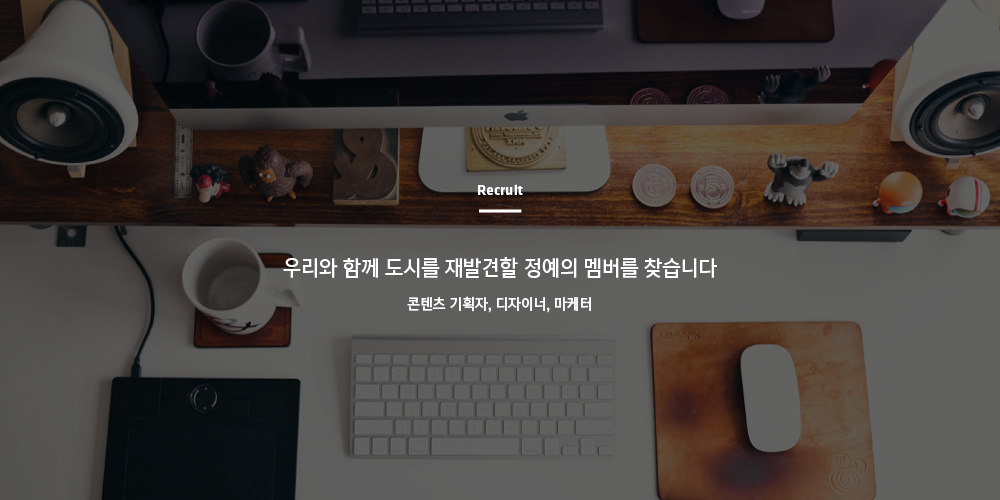 Recruit
우리와 함께 도시를 재발견할 정예의 멤버를 찾습니다
콘텐츠 기획자, 디자이너, 마케터